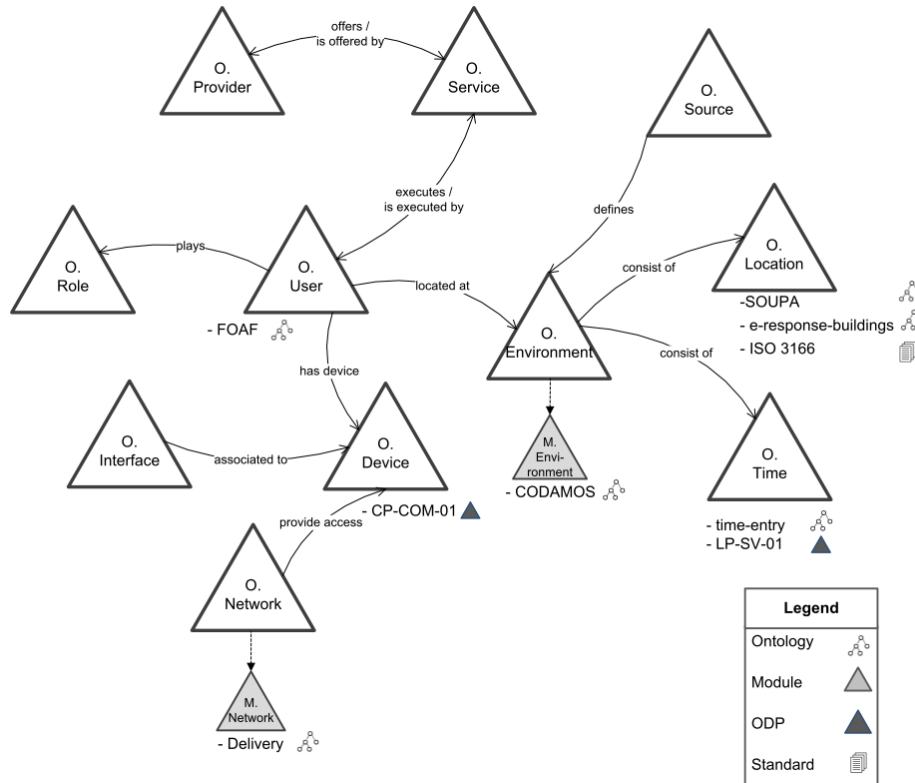 offers /
is offered by
O.
Provider
O.
Service
O.
Source
executes /
is executed by
defines
plays
O.
Role
O.
User
located at
consist of
O.
Location
- FOAF
-SOUPA
- e-response-buildings
- ISO 3166
O.
Environment
consist of
has device
O.
Interface
associated to
O.
Device
M.
Envi-
ronment
O.
Time
- CODAMOS
- CP-COM-01
provide access
- time-entry
- LP-SV-01
O.
Network
Legend
Ontology
Module
ODP
Standard
M.
Network
- Delivery